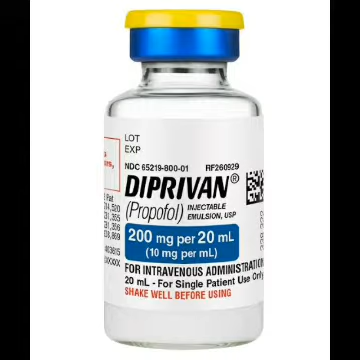 LOT
EXP
NDC 65219-800-01 RF260929
DIPRIVAN®
(Propofol) INJECTABLE
EMULSION, USP
200 mg per 20 mL
(10 mg per mL)
FOR INTRAVENOUS ADMINISTRATION
20 mL - For Single Patient Use Only
SHAKE WELL BEFORE USING